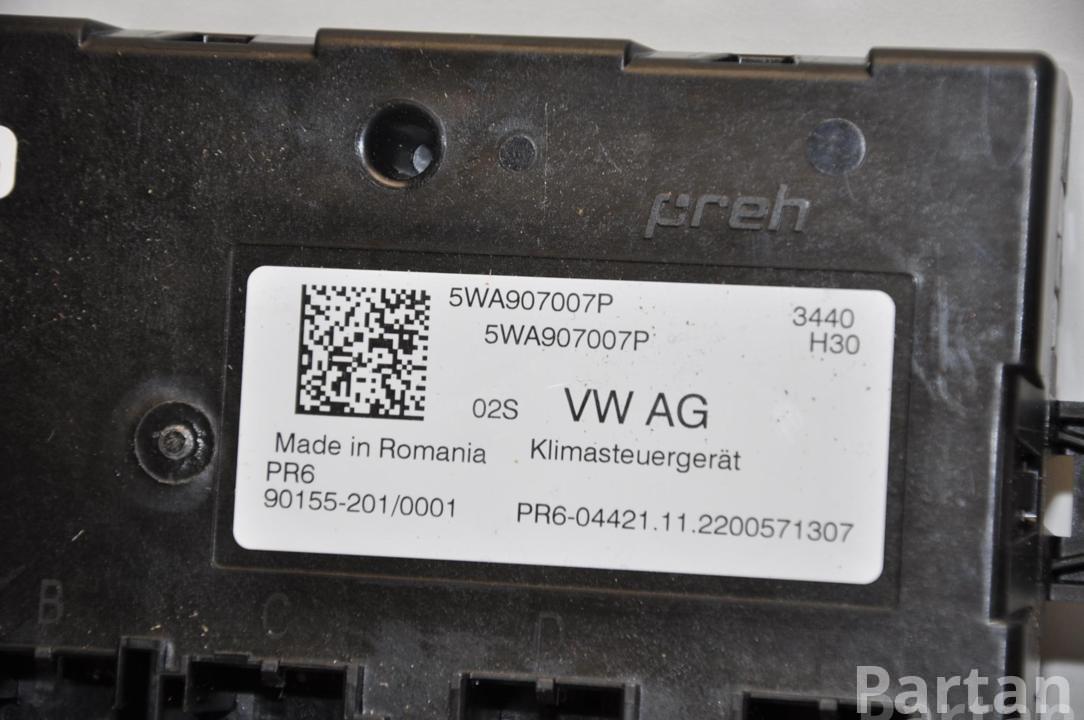 preh
5WA907007P
3440
5WA907007P
H30
02S VW AG
Made in Romania Klimasteuergerät
PR6
90155-201/0001 PR6-04421.11.2200571307
B C D
Partan
Partan